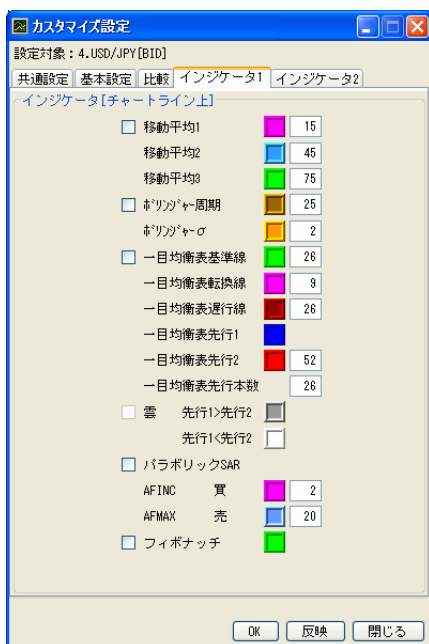 カスタマイズ設定
設定対象：4.USD/JPY[BID]
共通設定 基本設定 比較 インジケータ1 インジケータ2
インジケータ[チャートライン上]
移動平均1 15
移動平均2 45
移動平均3 75
ﾎﾞﾘﾝｼﾞｬｰ周期 25
ﾎﾞﾘﾝｼﾞｬｰσ 2
一目均衡表基準線 26
一目均衡表転換線 9
一目均衡表遅行線 26
一目均衡表先行1
一目均衡表先行2 52
一目均衡表先行本数 26
雲 先行1>先行2
先行1<先行2
パラボリックSAR
AFINC 買 2
AFMAX 売 20
フィボナッチ
OK 反映 閉じる